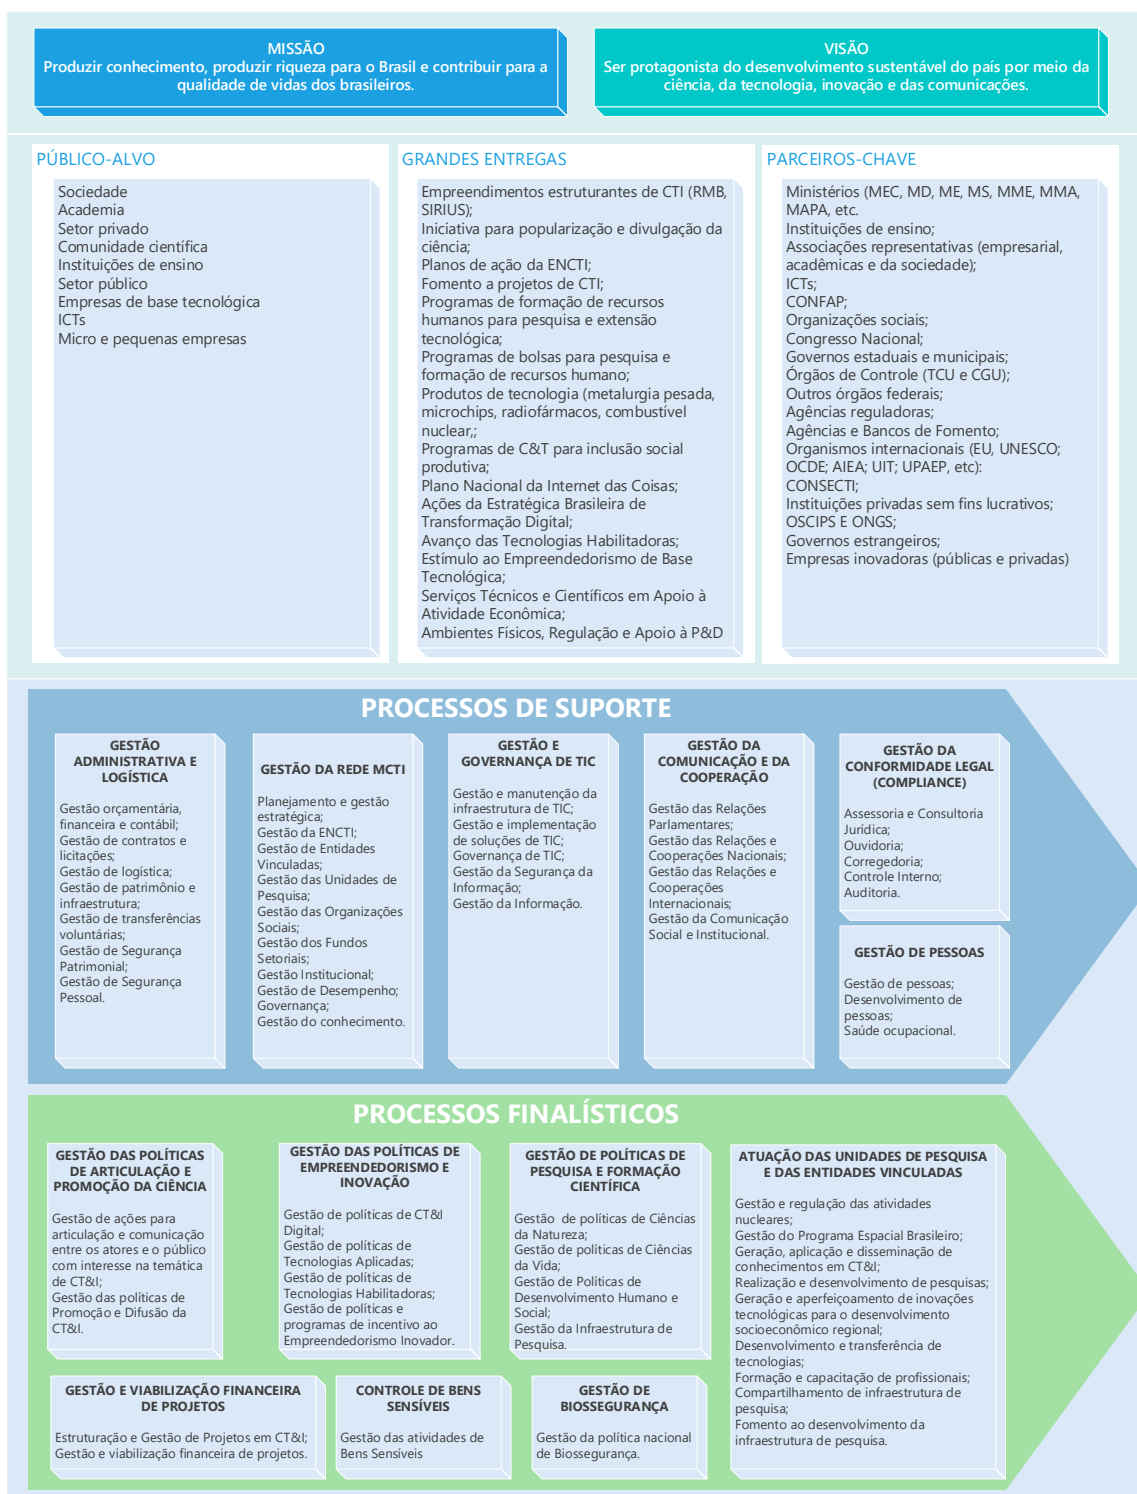 MISSÃO
Produzir conhecimento, produzir riqueza para o Brasil e contribuir para a
qualidade de vidas dos brasileiros.
VISÃO
Ser protagonista do desenvolvimento sustentável do país por meio da
ciência, da tecnologia, inovação e das comunicações.
PÚBLICO-ALVO
Sociedade
Academia
Setor privado
Comunidade científica
Instituições de ensino
Setor público
Empresas de base tecnológica
ICTs
Micro e pequenas empresas
GRANDES ENTREGAS
Empreendimentos estruturantes de CTI (RMB,
SIRIUS);
Iniciativa para popularização e divulgação da
ciência;
Planos de ação da ENCTI;
Fomento a projetos de CTI;
Programas de formação de recursos
humanos para pesquisa e extensão
tecnológica;
Programas de bolsas para pesquisa e
formação de recursos humano;
Produtos de tecnologia (metalurgia pesada,
microchips, radiofármacos, combustível
nuclear,;
Programas de C&T para inclusão social
produtiva;
Plano Nacional da Internet das Coisas;
Ações da Estratégica Brasileira de
Transformação Digital;
Avanço das Tecnologias Habilitadoras;
Estímulo ao Empreendedorismo de Base
Tecnológica;
Serviços Técnicos e Científicos em Apoio à
Atividade Econômica;
Ambientes Físicos, Regulação e Apoio à P&D
PARCEIROS-CHAVE
Ministérios (MEC, MD, ME, MS, MME, MMA,
MAPA, etc.
Instituições de ensino;
Associações representativas (empresarial,
acadêmicas e da sociedade);
ICTs;
CONFAP;
Organizações sociais;
Congresso Nacional;
Governos estaduais e municipais;
Órgãos de Controle (TCU e CGU);
Outros órgãos federais;
Agências reguladoras;
Agências e Bancos de Fomento;
Organismos internacionais (EU, UNESCO;
OCDE; AIEA; UIT; UPAEP, etc):
CONSECTI;
Instituições privadas sem fins lucrativos;
OSCIPS E ONGS;
Governos estrangeiros;
Empresas inovadoras (públicas e privadas)
PROCESSOS DE SUPORTE
GESTÃO
ADMINISTRATIVA E
LOGÍSTICA
Gestão orçamentária,
financeira e contábil;
Gestão de contratos e
licitações;
Gestão de logística;
Gestão de patrimônio e
infraestrutura;
Gestão de transferências
voluntárias;
Gestão de Segurança
Patrimonial;
Gestão de Segurança
Pessoal.
GESTÃO DA REDE MCTI
Planejamento e gestão
estratégica;
Gestão da ENCTI;
Gestão de Entidades
Vinculadas;
Gestão das Unidades de
Pesquisa;
Gestão das Organizações
Sociais;
Gestão dos Fundos
Setoriais;
Gestão Institucional;
Gestão de Desempenho;
Governança;
Gestão do conhecimento.
GESTÃO E
GOVERNANÇA DE TIC
Gestão e manutenção da
infraestrutura de TIC;
Gestão e implementação
de soluções de TIC;
Governança de TIC;
Gestão da Segurança da
Informação;
Gestão da Informação.
GESTÃO DA
COMUNICAÇÃO E DA
COOPERAÇÃO
Gestão das Relações
Parlamentares;
Gestão das Relações e
Cooperações Nacionais;
Gestão das Relações e
Cooperações
Internacionais;
Gestão da Comunicação
Social e Institucional.
GESTÃO DA
CONFORMIDADE LEGAL
(COMPLIANCE)
Assessoria e Consultoria
Jurídica;
Ouvidoria;
Corregedoria;
Controle Interno;
Auditoria.
GESTÃO DE PESSOAS
Gestão de pessoas;
Desenvolvimento de
pessoas;
Saúde ocupacional.
PROCESSOS FINALÍSTICOS
GESTÃO DAS POLÍTICAS
DE ARTICULAÇÃO E
PROMOÇÃO DA CIÊNCIA
Gestão de ações para
articulação e comunicação
entre os atores e o público
com interesse na temática
de CT&I;
Gestão das políticas de
Promoção e Difusão da
CT&I.
GESTÃO DAS POLÍTICAS DE
EMPREENDEDORISMO E
INOVAÇÃO
Gestão de políticas de CT&I
Digital;
Gestão de políticas de
Tecnologias Aplicadas;
Gestão de políticas de
Tecnologias Habilitadoras;
Gestão de políticas e
programas de incentivo ao
Empreendedorismo Inovador.
GESTÃO DE POLÍTICAS DE
PESQUISA E FORMAÇÃO
CIENTÍFICA
Gestão  de políticas de Ciências
da Natureza;
Gestão de políticas de Ciências
da Vida;
Gestão de Políticas de
Desenvolvimento Humano e
Social;
Gestão da Infraestrutura de
Pesquisa.
ATUAÇÃO DAS UNIDADES DE PESQUISA
E DAS ENTIDADES VINCULADAS
Gestão e regulação das atividades
nucleares;
Gestão do Programa Espacial Brasileiro;
Geração, aplicação e disseminação de
conhecimentos em CT&I;
Realização e desenvolvimento de pesquisas;
Geração e aperfeiçoamento de inovações
tecnológicas para o desenvolvimento
socioeconômico regional;
Desenvolvimento e transferência de
tecnologias;
Formação e capacitação de profissionais;
Compartilhamento de infraestrutura de
pesquisa;
Fomento ao desenvolvimento da
infraestrutura de pesquisa.
GESTÃO E VIABILIZAÇÃO FINANCEIRA
DE PROJETOS
Estruturação e Gestão de Projetos em CT&I;
Gestão e viabilização financeira de projetos.
CONTROLE DE BENS
SENSÍVEIS
Gestão das atividades de
Bens Sensíveis
GESTÃO DE
BIOSSEGURANÇA
Gestão da política nacional
de Biossegurança.